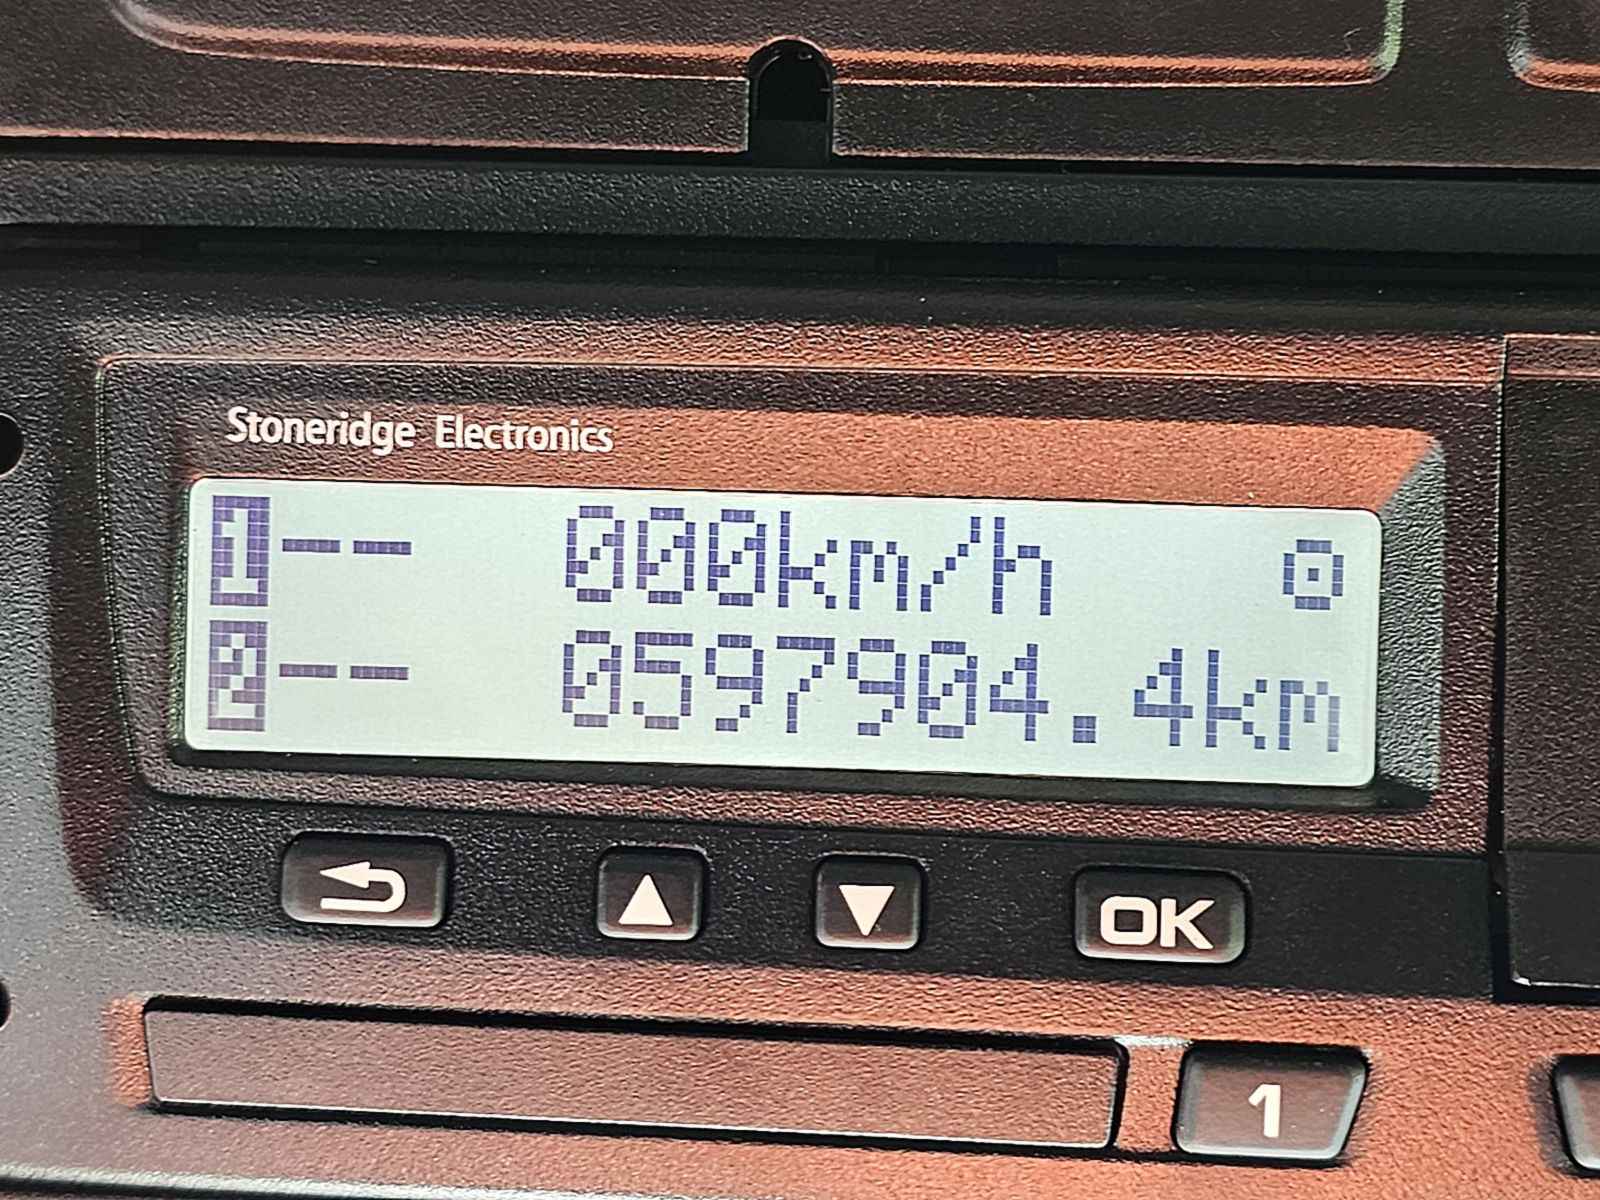 Stoneridge Electronics
1-- 000km/h
2-- 0597904.4km
OK
1